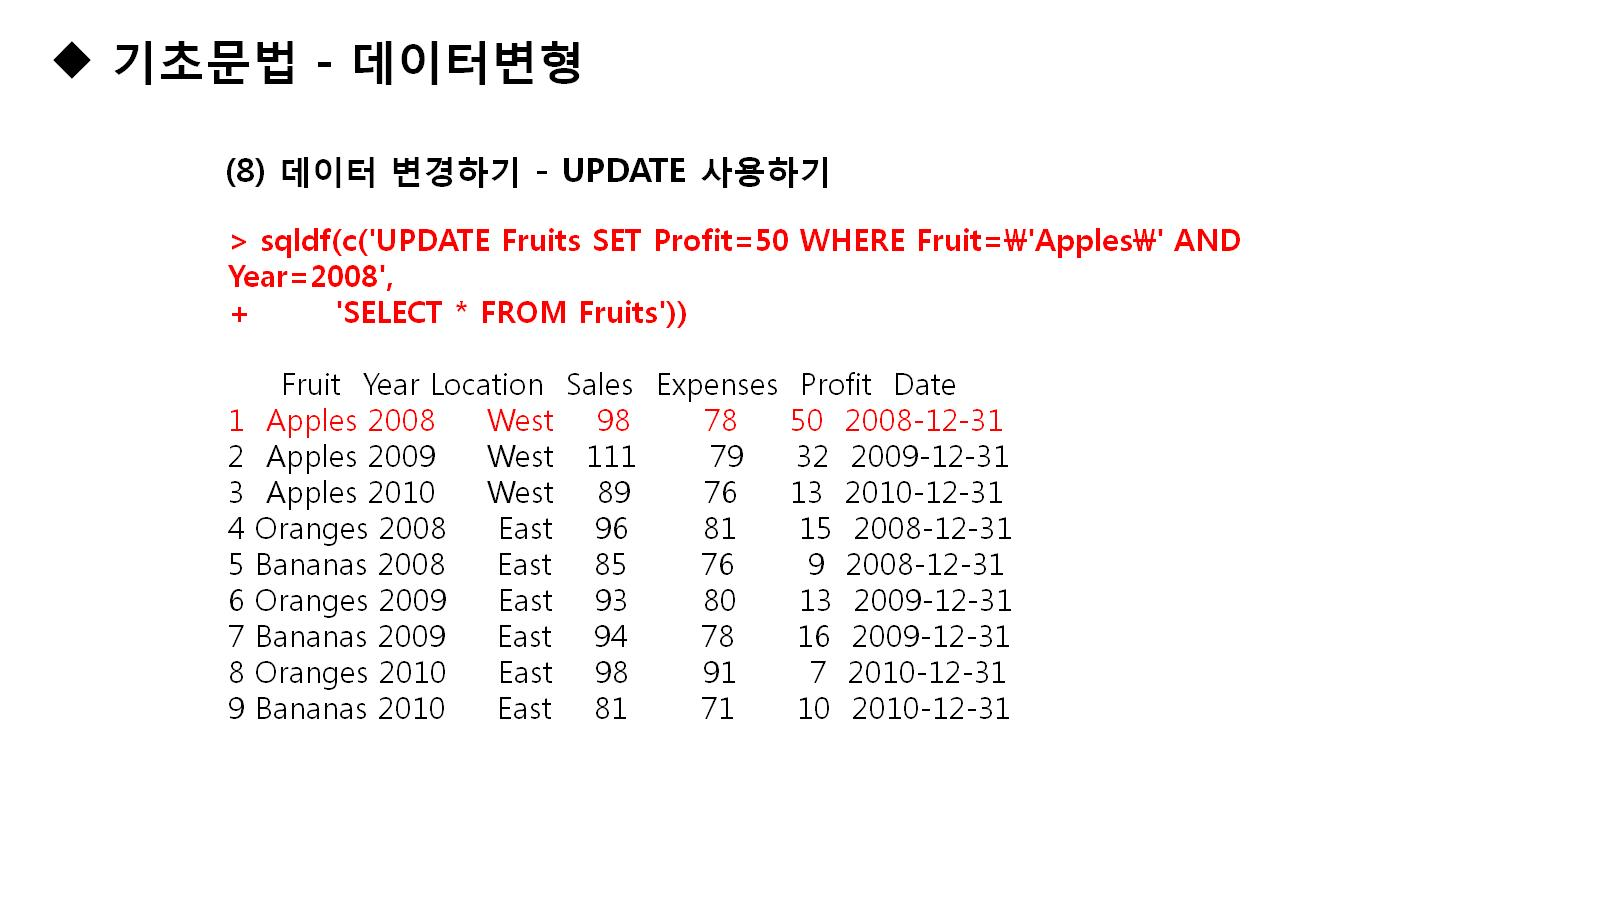 ◆ 기초문법 - 데이터변형
(8) 데이터 변경하기 - UPDATE 사용하기
> sqldf(c('UPDATE Fruits SET Profit=50 WHERE Fruit=₩'Apples₩' AND
Year=2008',
+ 'SELECT * FROM Fruits'))
Fruit Year Location Sales Expenses Profit Date
1 Apples 2008 West 98 78 50 2008-12-31
2 Apples 2009 West 111 79 32 2009-12-31
3 Apples 2010 West 89 76 13 2010-12-31
4 Oranges 2008 East 96 81 15 2008-12-31
5 Bananas 2008 East 85 76 9 2008-12-31
6 Oranges 2009 East 93 80 13 2009-12-31
7 Bananas 2009 East 94 78 16 2009-12-31
8 Oranges 2010 East 98 91 7 2010-12-31
9 Bananas 2010 East 81 71 10 2010-12-31